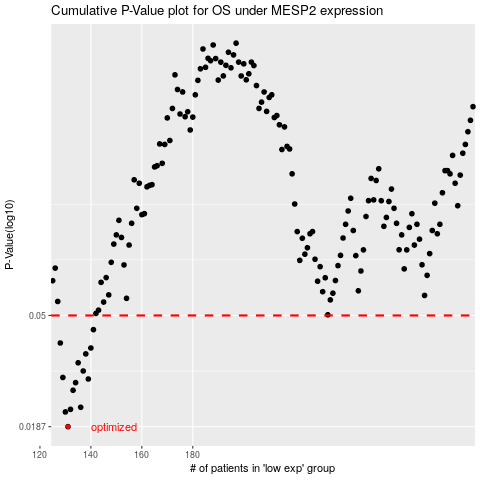 Cumulative P-Value plot for OS under MESP2 expression
P-Value(log10)
0.05
0.0187
optimized
120 140 160 180
# of patients in 'low exp' group